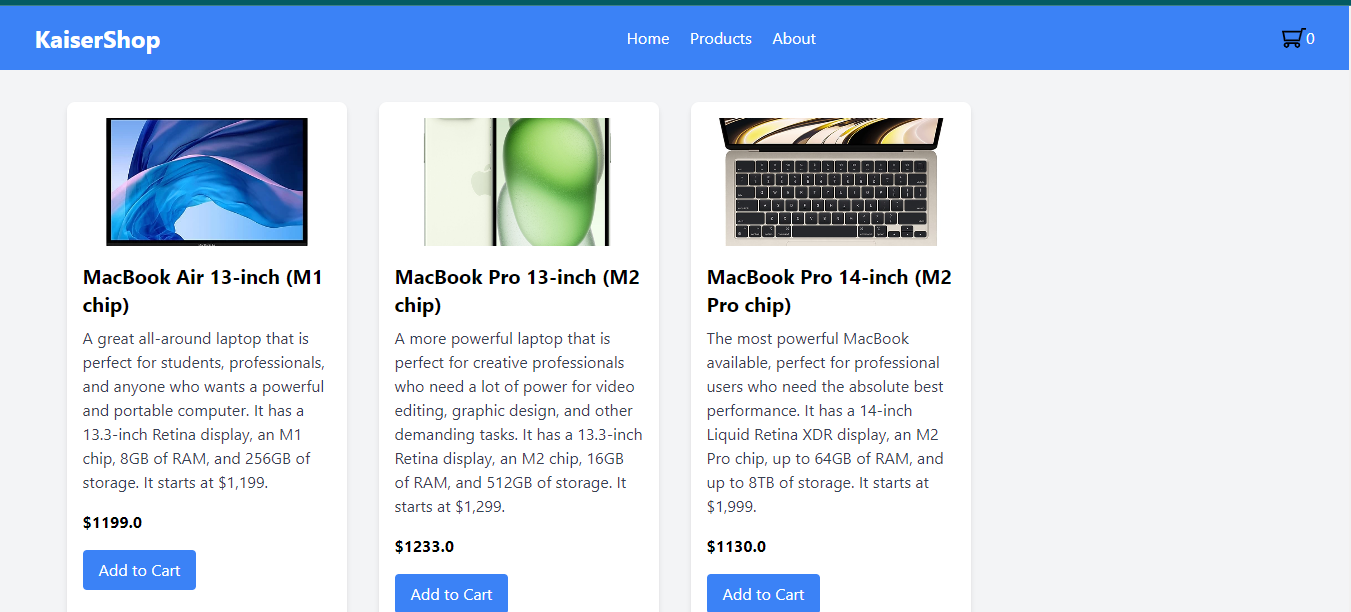 KaiserShop
Home Products About
0
MacBook Air 13-inch (M1
chip)
A great all-around laptop that is
perfect for students, professionals,
and anyone who wants a powerful
and portable computer. It has a
13.3-inch Retina display, an M1
chip, 8GB of RAM, and 256GB of
storage. It starts at $1,199.
$1199.0
Add to Cart
MacBook Pro 13-inch (M2
chip)
A more powerful laptop that is
perfect for creative professionals
who need a lot of power for video
editing, graphic design, and other
demanding tasks. It has a 13.3-inch
Retina display, an M2 chip, 16GB
of RAM, and 512GB of storage. It
starts at $1,299.
$1233.0
Add to Cart
MacBook Pro 14-inch (M2
Pro chip)
The most powerful MacBook
available, perfect for professional
users who need the absolute best
performance. It has a 14-inch
Liquid Retina XDR display, an M2
Pro chip, up to 64GB of RAM, and
up to 8TB of storage. It starts at
$1,999.
$1130.0
Add to Cart